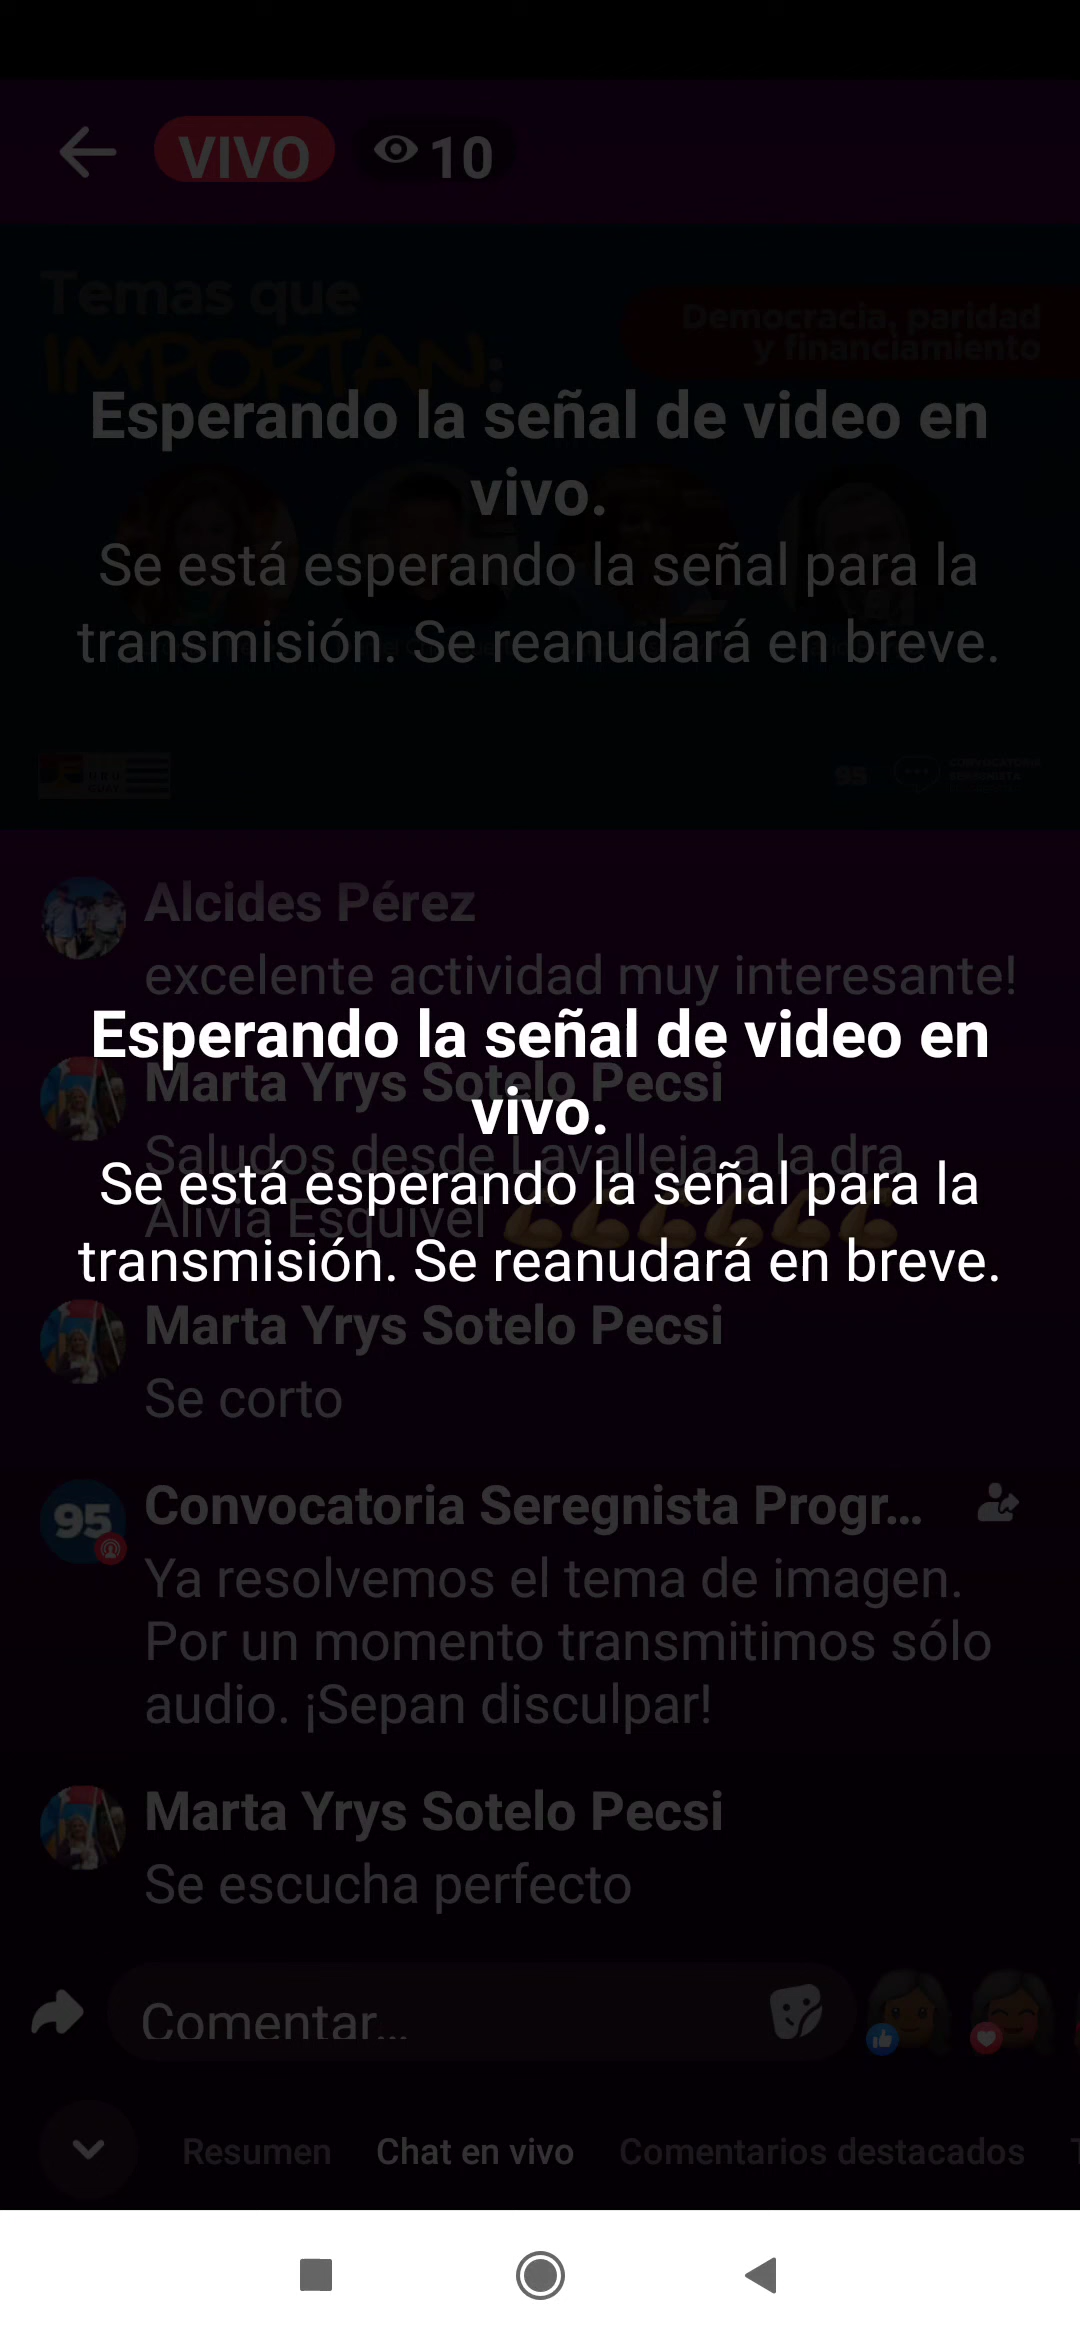 VIVO
10
Temas que
IMPORTAN:
Democracia, paridad
y financiamiento
Esperando la señal de video en
vivo.
Se está esperando la señal para la
transmisión. Se reanudará en breve.
URU
GUAY
95
CONVOCATORIA
SEREGNISTA
Alcides Pérez
excelente actividad muy interesante!
Esperando la señal de video en
vivo.
Se está esperando la señal para la
transmisión. Se reanudará en breve.
Marta Yrys Sotelo Pecsi
Saludos desde Lavalleja a la dra
Alivia Esquivel 💪💪💪💪💪💪
Marta Yrys Sotelo Pecsi
Se corto
95
Convocatoria Seregnista Progr...
Ya resolvemos el tema de imagen.
Por un momento transmitimos sólo
audio. ¡Sepan disculpar!
Marta Yrys Sotelo Pecsi
Se escucha perfecto
Comentar...
Resumen
Chat en vivo
Comentarios destacados